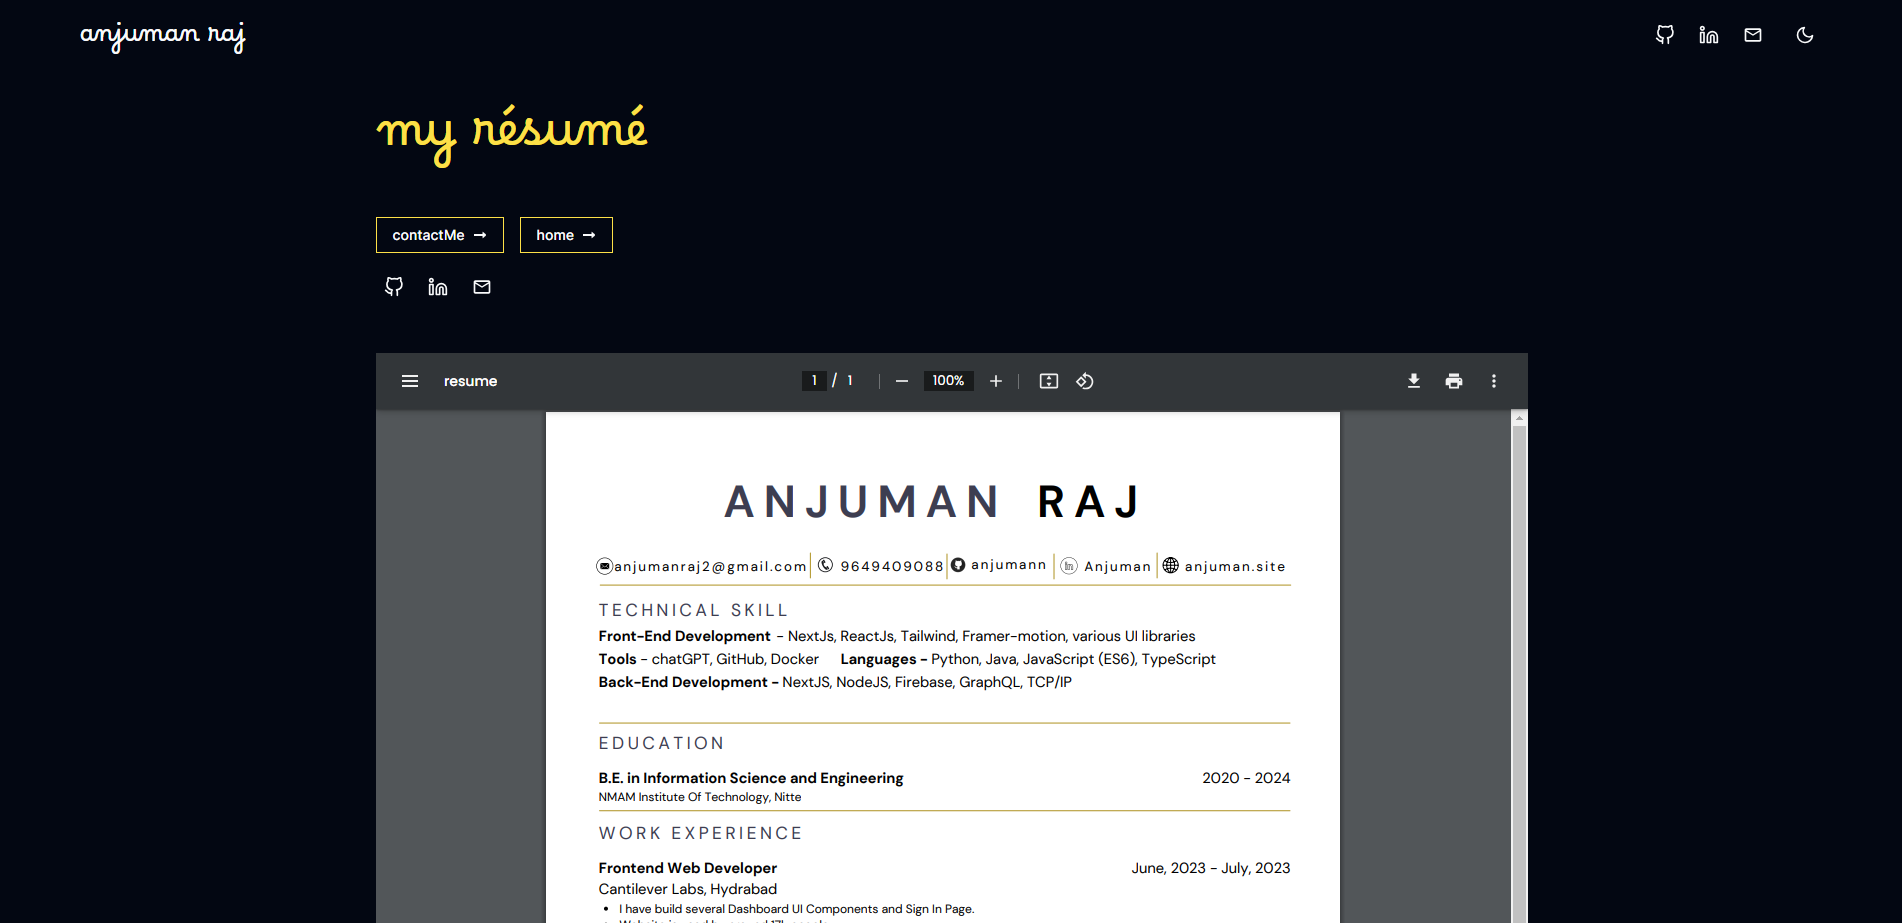 anjuman raj
my résumé
contactMe → home →
resume 1 / 1 100%
ANJUMAN RAJ
anjumanraj2@gmail.com 9649409088 anjumann Anjuman anjuman.site
TECHNICAL SKILL
Front-End Development - NextJs, ReactJs, Tailwind, Framer-motion, various UI libraries
Tools - chatGPT, GitHub, Docker Languages - Python, Java, JavaScript (ES6), TypeScript
Back-End Development - NextJS, NodeJS, Firebase, GraphQL, TCP/IP
EDUCATION
B.E. in Information Science and Engineering 2020 - 2024
NMAM Institute Of Technology, Nitte
WORK EXPERIENCE
Frontend Web Developer June, 2023 - July, 2023
Cantilever Labs, Hydrabad
• I have build several Dashboard UI Components and Sign In Page.